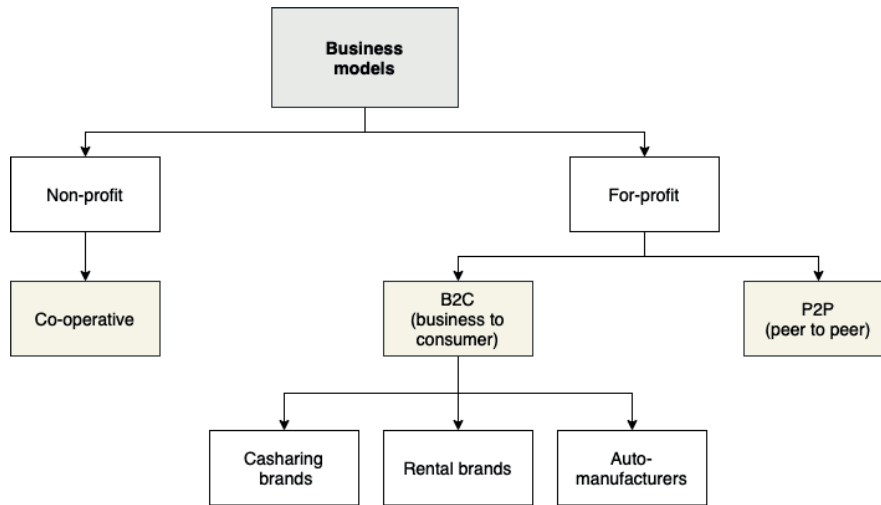 Business
models
Non-profit
For-profit
Co-operative
B2C
(business to
consumer)
P2P
(peer to peer)
Casharing
brands
Rental brands
Auto-
manufacturers